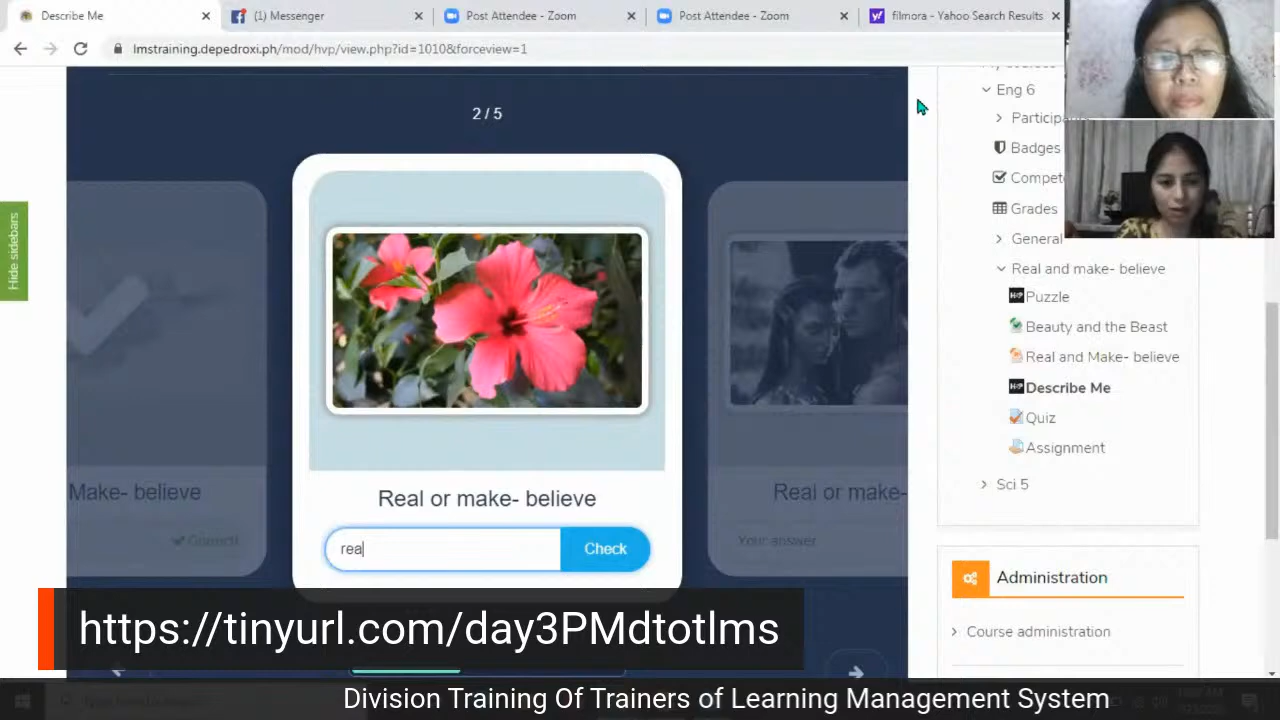 Describe Me
(1) Messenger
Post Attendee - Zoom
Post Attendee - Zoom
filmora - Yahoo Search Results
lmstraining.depedroxi.ph/mod/hvp/view.php?id=1010&forceview=1
2 / 5
Hide sidebars
Make- believe
Correct!
Real or make- believe
rea
Check
Real or make-
Your answer
Eng 6
Participan
Badges
Compete
Grades
General
Real and make- believe
Puzzle
Beauty and the Beast
Real and Make- believe
Describe Me
Quiz
Assignment
Sci 5
Administration
Course administration
https://tinyurl.com/day3PMdtotlms
Division Training Of Trainers of Learning Management System